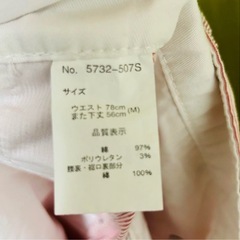 No. 5732-507S
サイズ
ウエスト 78cm (M)
また下丈 56cm
品質表示
綿 97%
ポリウレタン 3%
腰裏・裾口裏部分
綿 100%